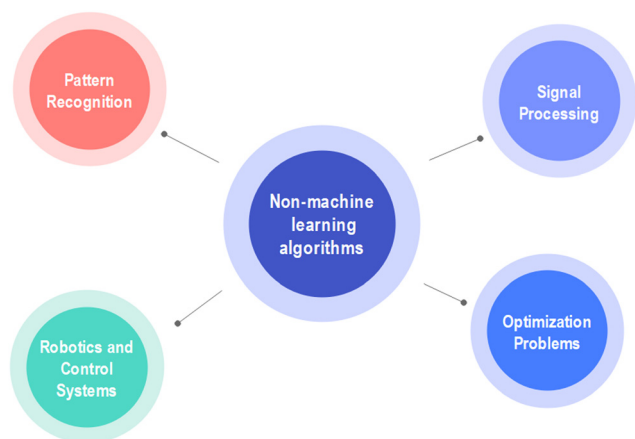 Pattern
Recognition
Signal
Processing
Non-machine
learning
algorithms
Robotics and
Control
Systems
Optimization
Problems